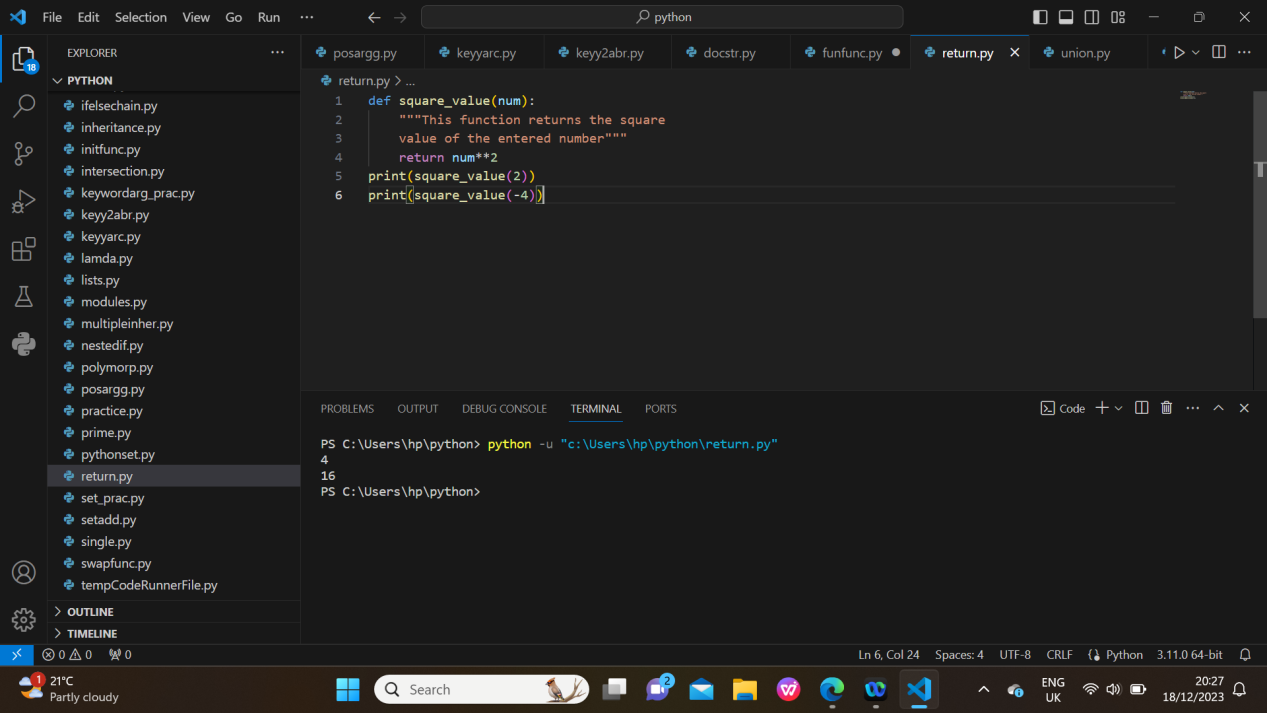 File Edit Selection View Go Run ···
python
EXPLORER
PYTHON
18
ifelsechain.py
inheritance.py
initfunc.py
intersection.py
keywordarg_prac.py
keyy2abr.py
keyyarc.py
lamda.py
lists.py
modules.py
multipleinher.py
nestedif.py
polymorp.py
posargg.py
practice.py
prime.py
pythonset.py
return.py
set_prac.py
setadd.py
single.py
swapfunc.py
tempCodeRunnerFile.py
OUTLINE
TIMELINE
posargg.py keyyarc.py keyy2abr.py docstr.py funfunc.py return.py union.py
return.py > ...
1 def square_value(num):
2 """This function returns the square
3 value of the entered number"""
4 return num**2
5 print(square_value(2))
6 print(square_value(-4))
PROBLEMS OUTPUT DEBUG CONSOLE TERMINAL PORTS
Code
PS C:\Users\hp\python> python -u "c:\Users\hp\python\return.py"
4
16
PS C:\Users\hp\python>
0 0 0
Ln 6, Col 24 Spaces: 4 UTF-8 CRLF Python 3.11.0 64-bit
1
21°C
Partly cloudy
Search
2
ENG
UK
20:27
18/12/2023